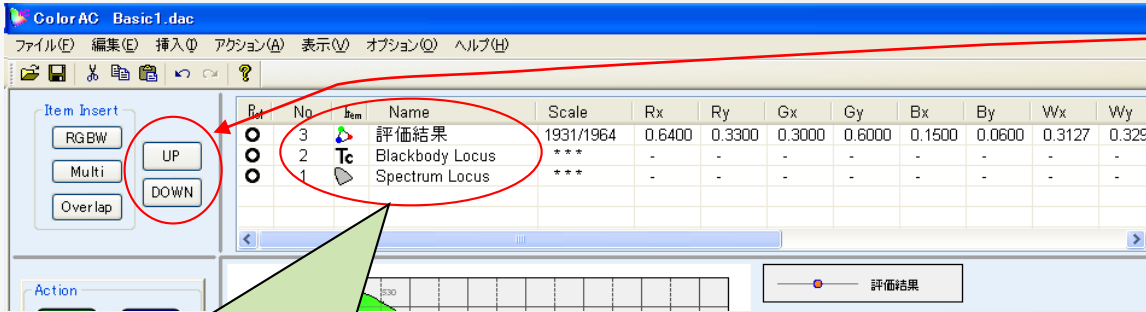 ColorAC Basic1.dac
ファイル(F) 編集(E) 挿入(I) アクション(A) 表示(V) オプション(O) ヘルプ(H)
Item Insert
RGBW
Multi
Overlap
UP
DOWN
No Item Name Scale Rx Ry Gx Gy Bx By Wx Wy
3 評価結果 1931/1964 0.6400 0.3300 0.3000 0.6000 0.1500 0.0600 0.3127 0.329
2 Tc Blackbody Locus *** - - - - - - - -
1 Spectrum Locus *** - - - - - - - -
Action
530
評価結果